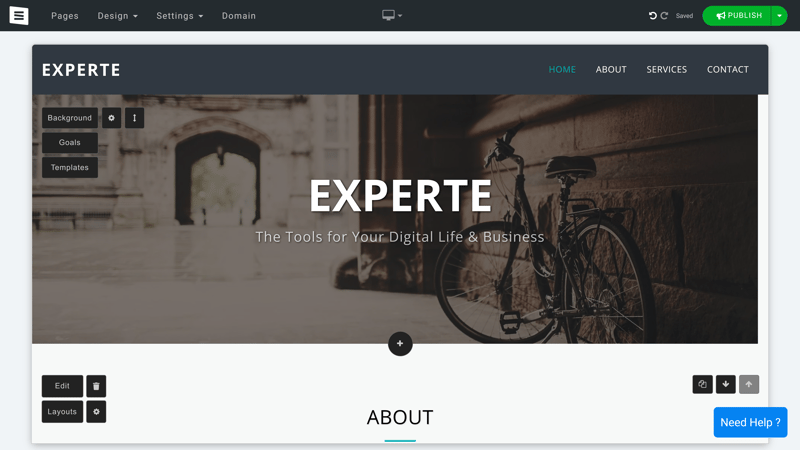 Pages Design Settings Domain Saved PUBLISH
EXPERTE HOME ABOUT SERVICES CONTACT
Background
Goals
Templates
EXPERTE
The Tools for Your Digital Life & Business
Edit
Layouts
ABOUT
Need Help ?